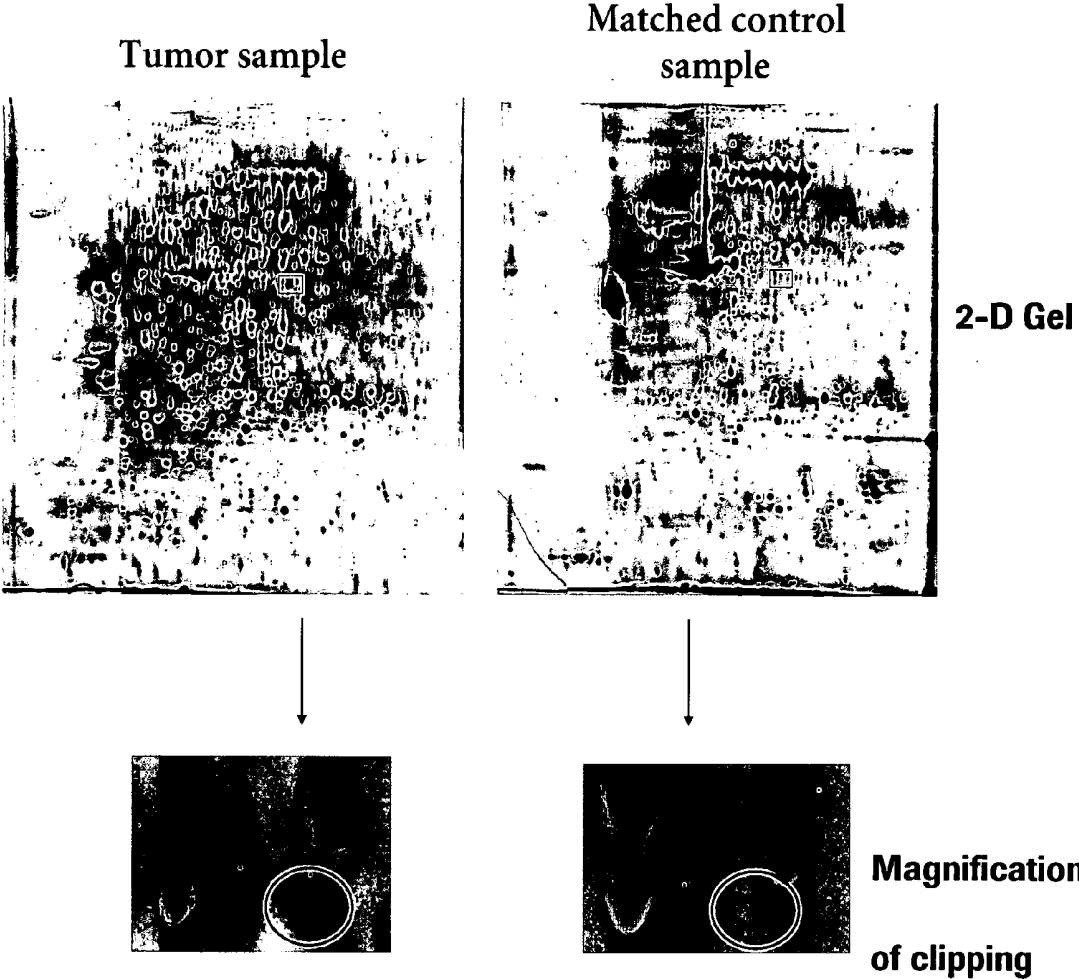 Tumor sample
Matched control
sample
2-D Gel
Magnification
of clipping